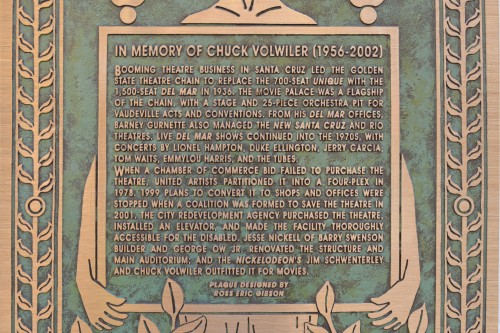 IN MEMORY OF CHUCK VOLWILER (1956-2002)
BOOMING THEATRE BUSINESS IN SANTA CRUZ LED THE GOLDEN
STATE THEATRE CHAIN TO REPLACE THE 700-SEAT UNIQUE WITH THE
1,500-SEAT DEL MAR IN 1936. THE MOVIE PALACE WAS A FLAGSHIP
OF THE CHAIN, WITH A STAGE AND 25-PIECE ORCHESTRA PIT FOR
VAUDEVILLE ACTS AND CONVENTIONS. FROM HIS DEL MAR OFFICES,
BARNEY GURNETTE ALSO MANAGED THE NEW SANTA CRUZ AND RIO
THEATRES. LIVE DEL MAR SHOWS CONTINUED INTO THE 1970S, WITH
CONCERTS BY LIONEL HAMPTON, DUKE ELLINGTON, JERRY GARCIA,
TOM WAITS, EMMYLOU HARRIS, AND THE TUBES.
WHEN A CHAMBER OF COMMERCE BID FAILED TO PURCHASE THE
THEATRE, UNITED ARTISTS PARTITIONED IT INTO A FOUR-PLEX IN
1978. 1999 PLANS TO CONVERT IT TO SHOPS AND OFFICES WERE
STOPPED WHEN A COALITION WAS FORMED TO SAVE THE THEATRE IN
2001. THE CITY REDEVELOPMENT AGENCY PURCHASED THE THEATRE,
INSTALLED AN ELEVATOR, AND MADE THE FACILITY THOROUGHLY
ACCESSIBLE FOR THE DISABLED. JESSE NICKELL OF BARRY SWENSON
BUILDER AND GEORGE OW JR. RENOVATED THE STRUCTURE AND
MAIN AUDITORIUM; AND THE NICKELODEON'S JIM SCHWENTERLEY
AND CHUCK VOLWILER OUTFITTED IT FOR MOVIES.
PLAQUE DESIGNED BY
ROSS ERIC GIBSON